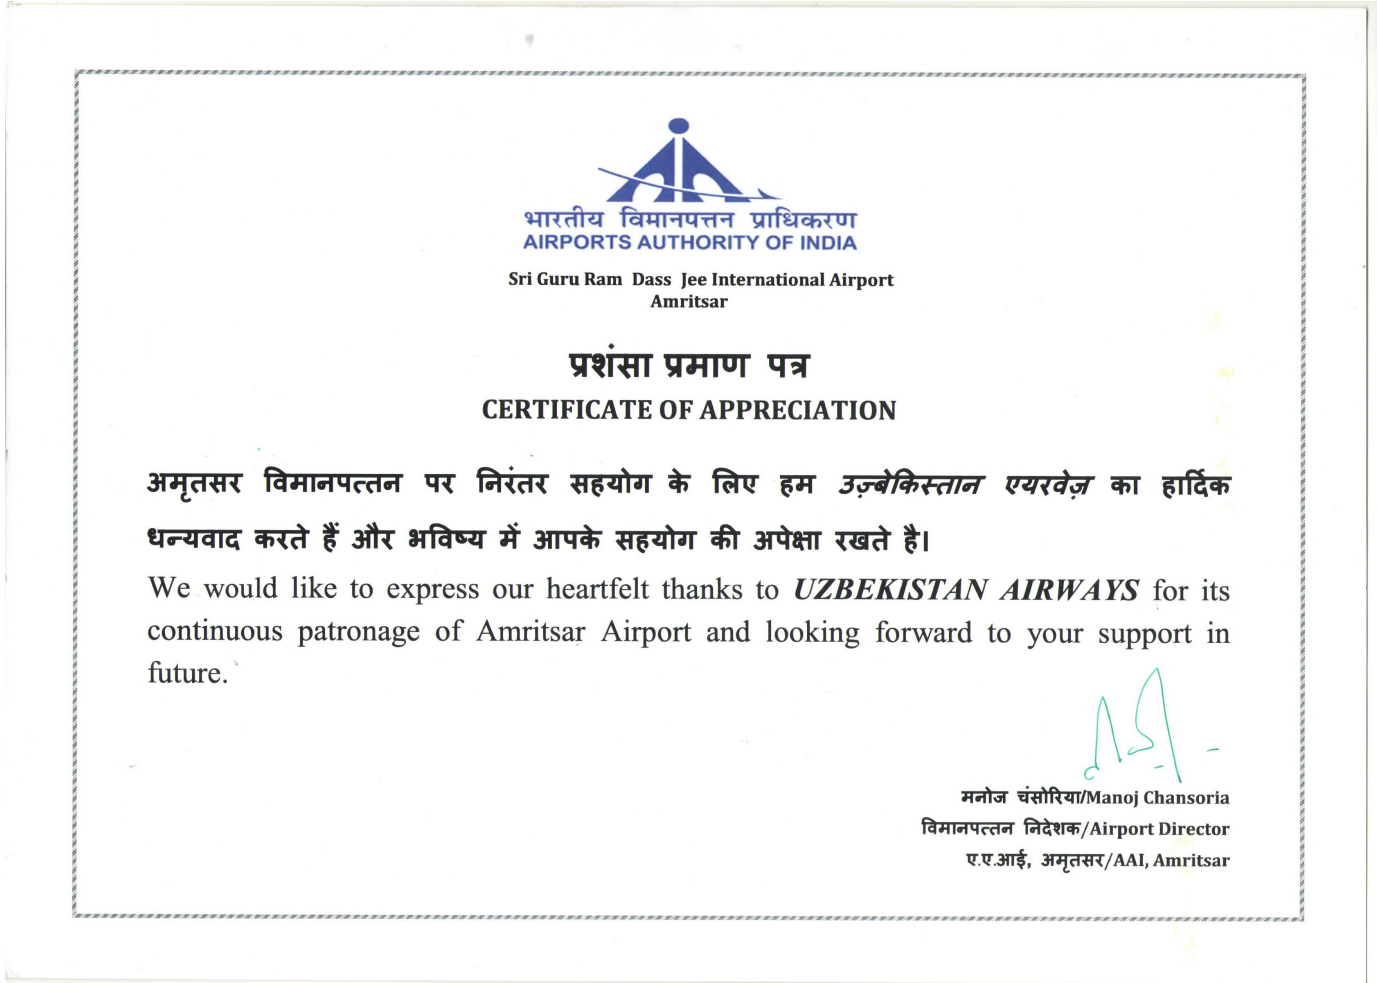 भारतीय विमानपत्तन प्राधिकरण
AIRPORTS AUTHORITY OF INDIA
Sri Guru Ram Dass Jee International Airport
Amritsar
प्रशंसा प्रमाण पत्र
CERTIFICATE OF APPRECIATION
अमृतसर विमानपत्तन पर निरंतर सहयोग के लिए हम उज़्बेकिस्तान एयरवेज़ का हार्दिक
धन्यवाद करते हैं और भविष्य में आपके सहयोग की अपेक्षा रखते है।
We would like to express our heartfelt thanks to UZBEKISTAN AIRWAYS for its
continuous patronage of Amritsar Airport and looking forward to your support in
future.
मनोज चंसोरिया/Manoj Chansoria
विमानपत्तन निदेशक/Airport Director
ए.ए.आई, अमृतसर/AAI, Amritsar